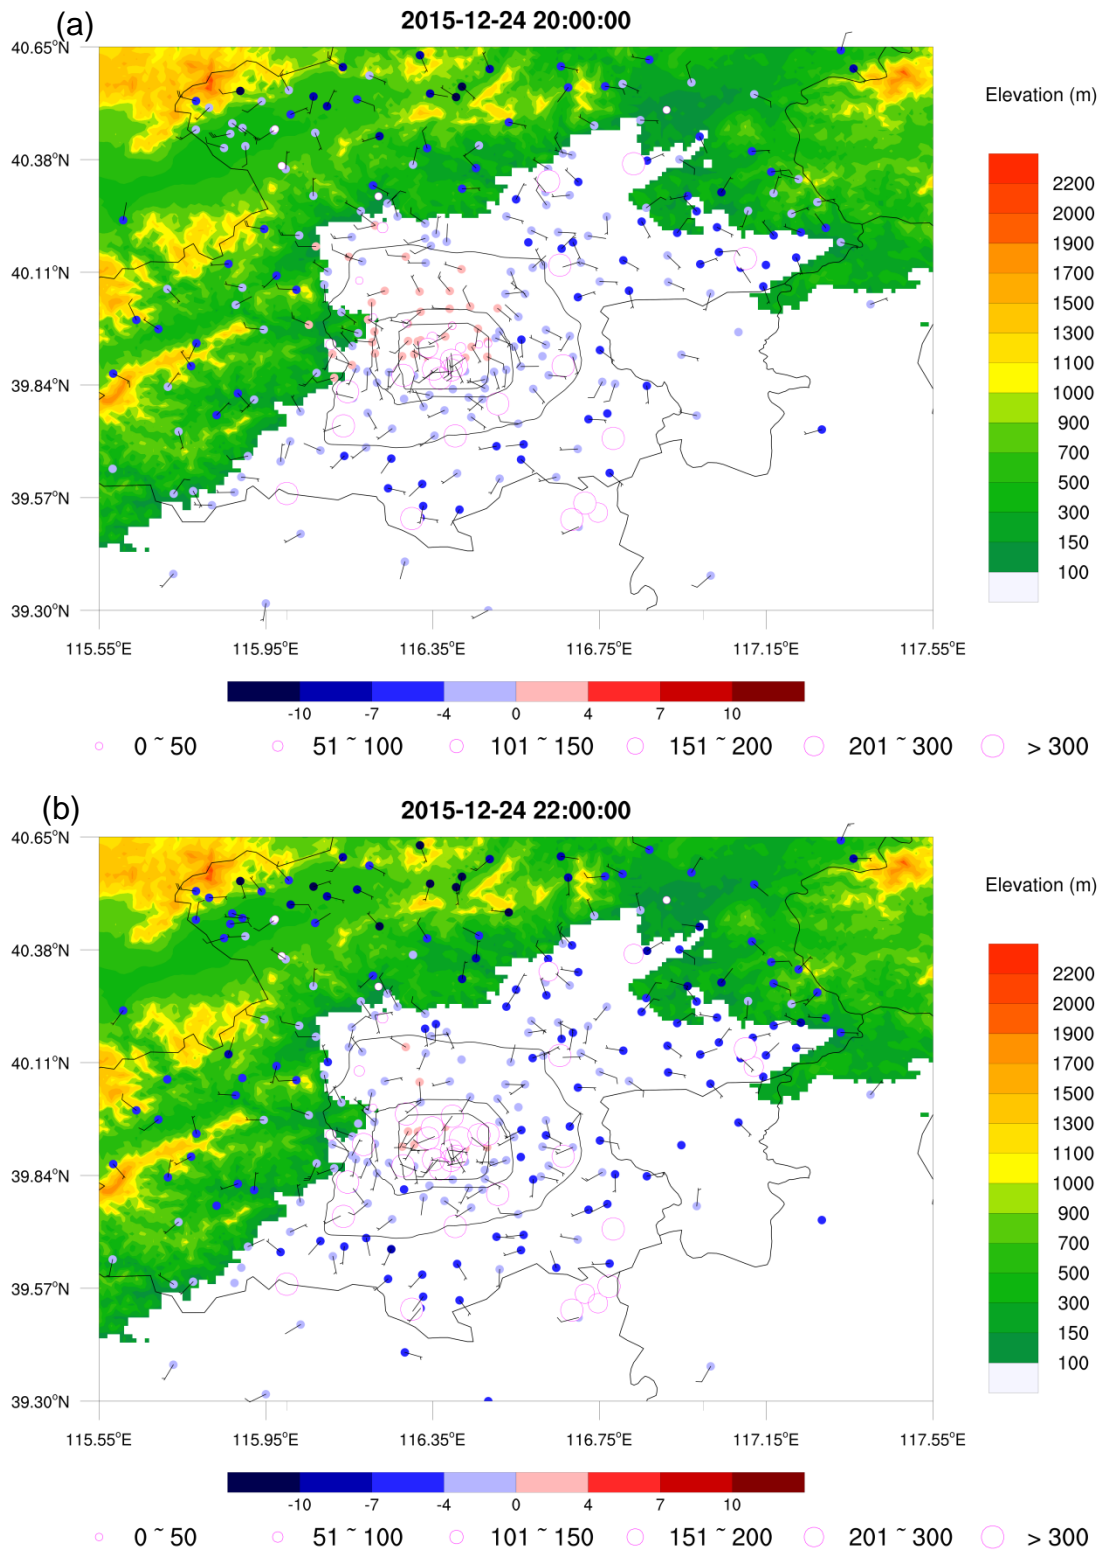 (a)
2015-12-24 20:00:00
40.65°N
40.38°N
40.11°N
39.84°N
39.57°N
39.30°N
115.55°E 115.95°E 116.35°E 116.75°E 117.15°E 117.55°E
Elevation (m)
2200
2000
1900
1700
1500
1300
1100
1000
900
700
500
300
150
100
-10 -7 -4 0 4 7 10
0 ~ 50 51 ~ 100 101 ~ 150 151 ~ 200 201 ~ 300 > 300
(b)
2015-12-24 22:00:00
40.65°N
40.38°N
40.11°N
39.84°N
39.57°N
39.30°N
115.55°E 115.95°E 116.35°E 116.75°E 117.15°E 117.55°E
Elevation (m)
2200
2000
1900
1700
1500
1300
1100
1000
900
700
500
300
150
100
-10 -7 -4 0 4 7 10
0 ~ 50 51 ~ 100 101 ~ 150 151 ~ 200 201 ~ 300 > 300